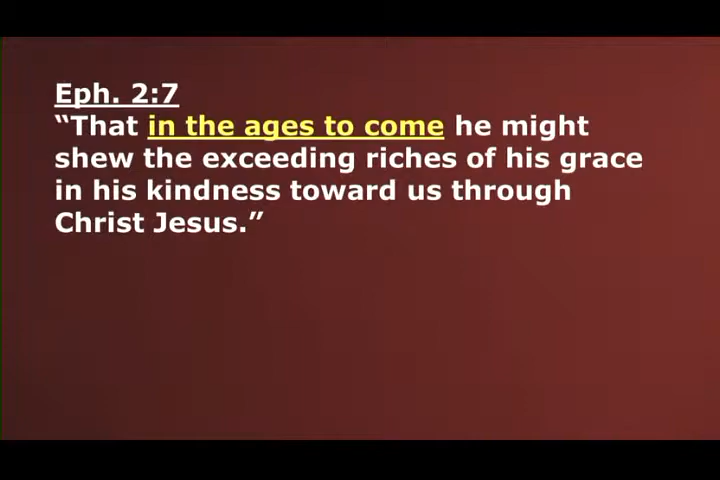 Eph. 2:7
“That in the ages to come he might
shew the exceeding riches of his grace
in his kindness toward us through
Christ Jesus.”